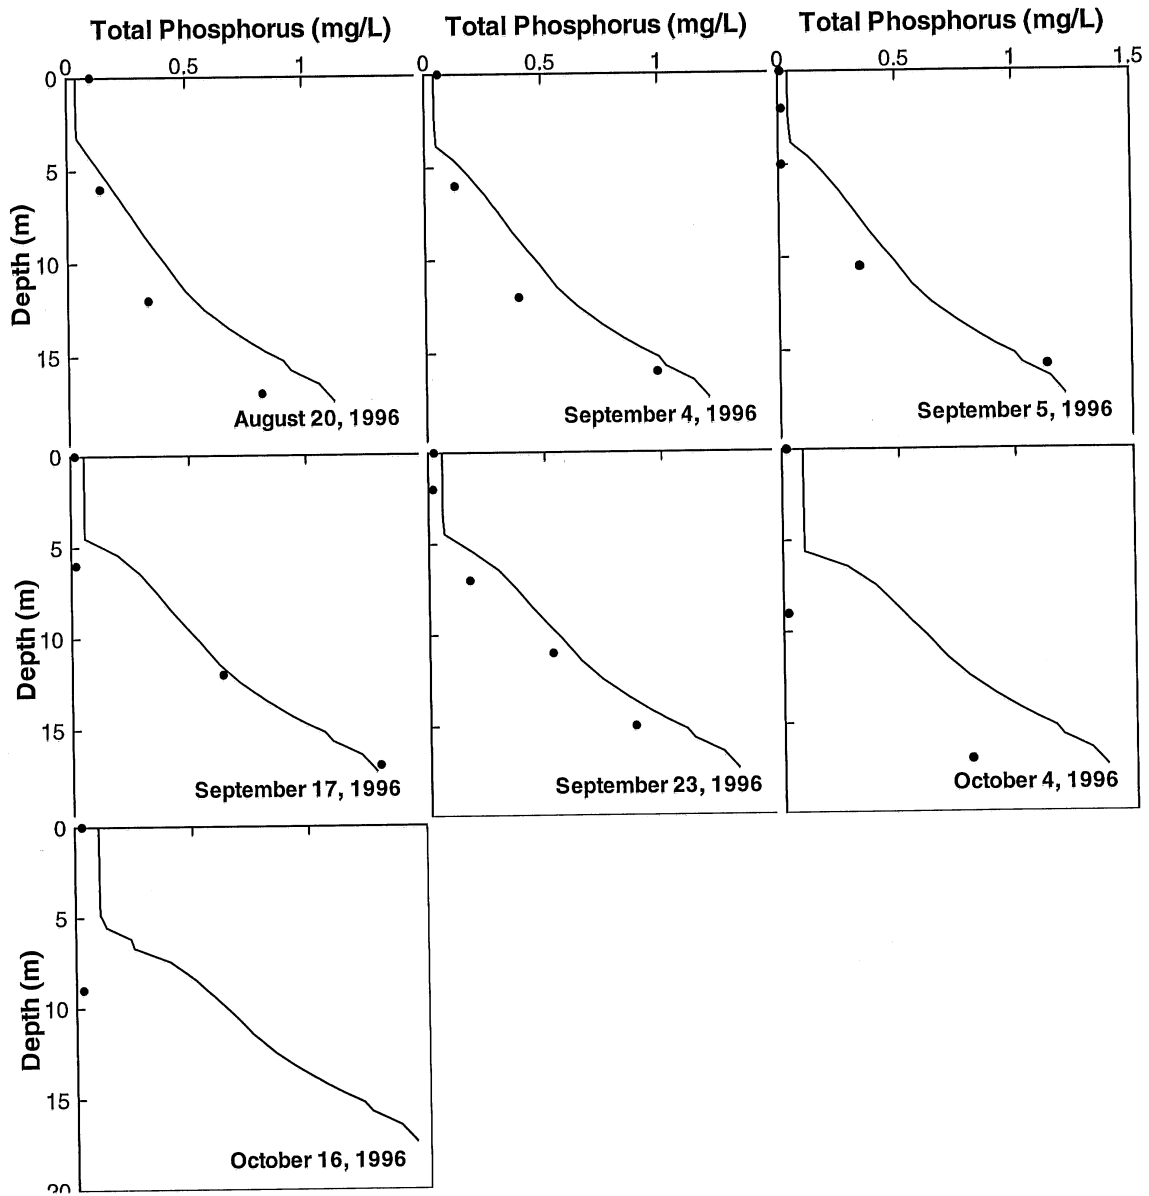 Total Phosphorus (mg/L) Total Phosphorus (mg/L) Total Phosphorus (mg/L)
0 0.5 1 0 0.5 1 0 0.5 1 1.5
0
5
10
15
Depth (m)
August 20, 1996 September 4, 1996 September 5, 1996
0
5
10
15
Depth (m)
September 17, 1996 September 23, 1996 October 4, 1996
0
5
10
15
20
Depth (m)
October 16, 1996